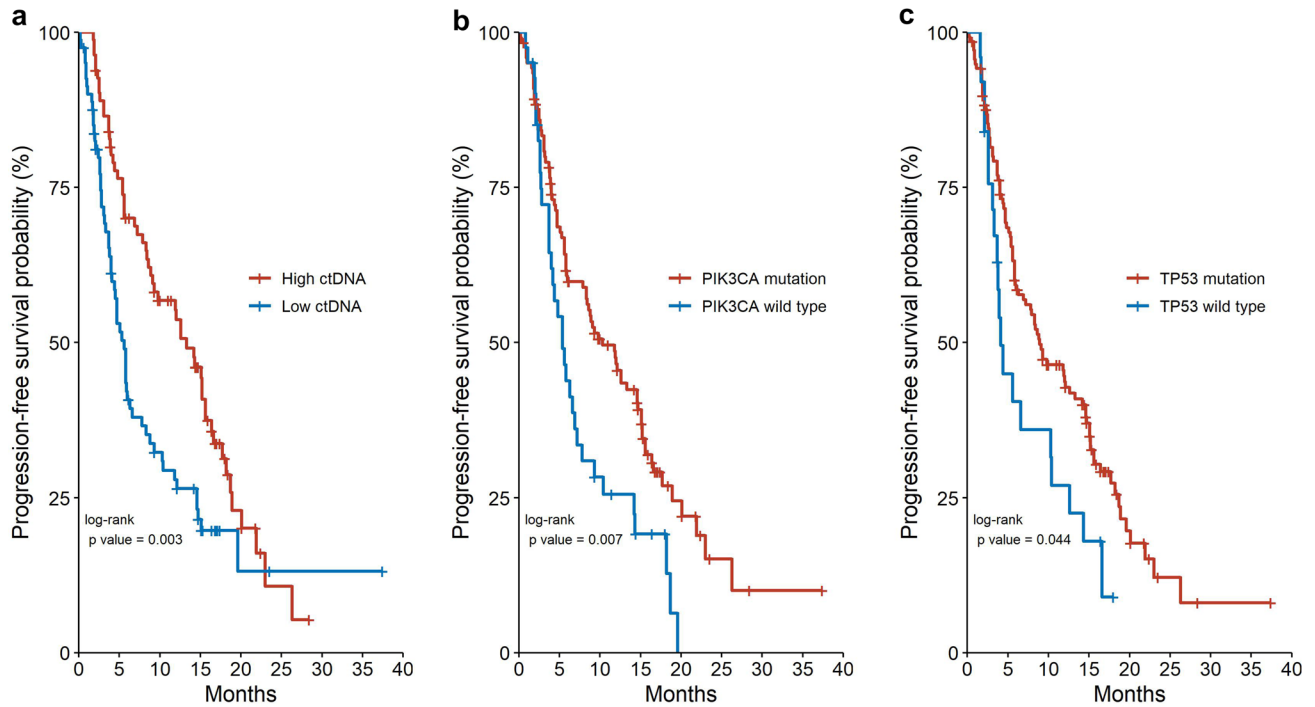 a
Progression-free survival probability (%)
100
75
50
25
0
High ctDNA
Low ctDNA
log-rank
p value = 0.003
0 5 10 15 20 25 30 35 40
Months
b
Progression-free survival probability (%)
100
75
50
25
0
PIK3CA mutation
PIK3CA wild type
log-rank
p value = 0.007
0 5 10 15 20 25 30 35 40
Months
c
Progression-free survival probability (%)
100
75
50
25
0
TP53 mutation
TP53 wild type
log-rank
p value = 0.044
0 5 10 15 20 25 30 35 40
Months